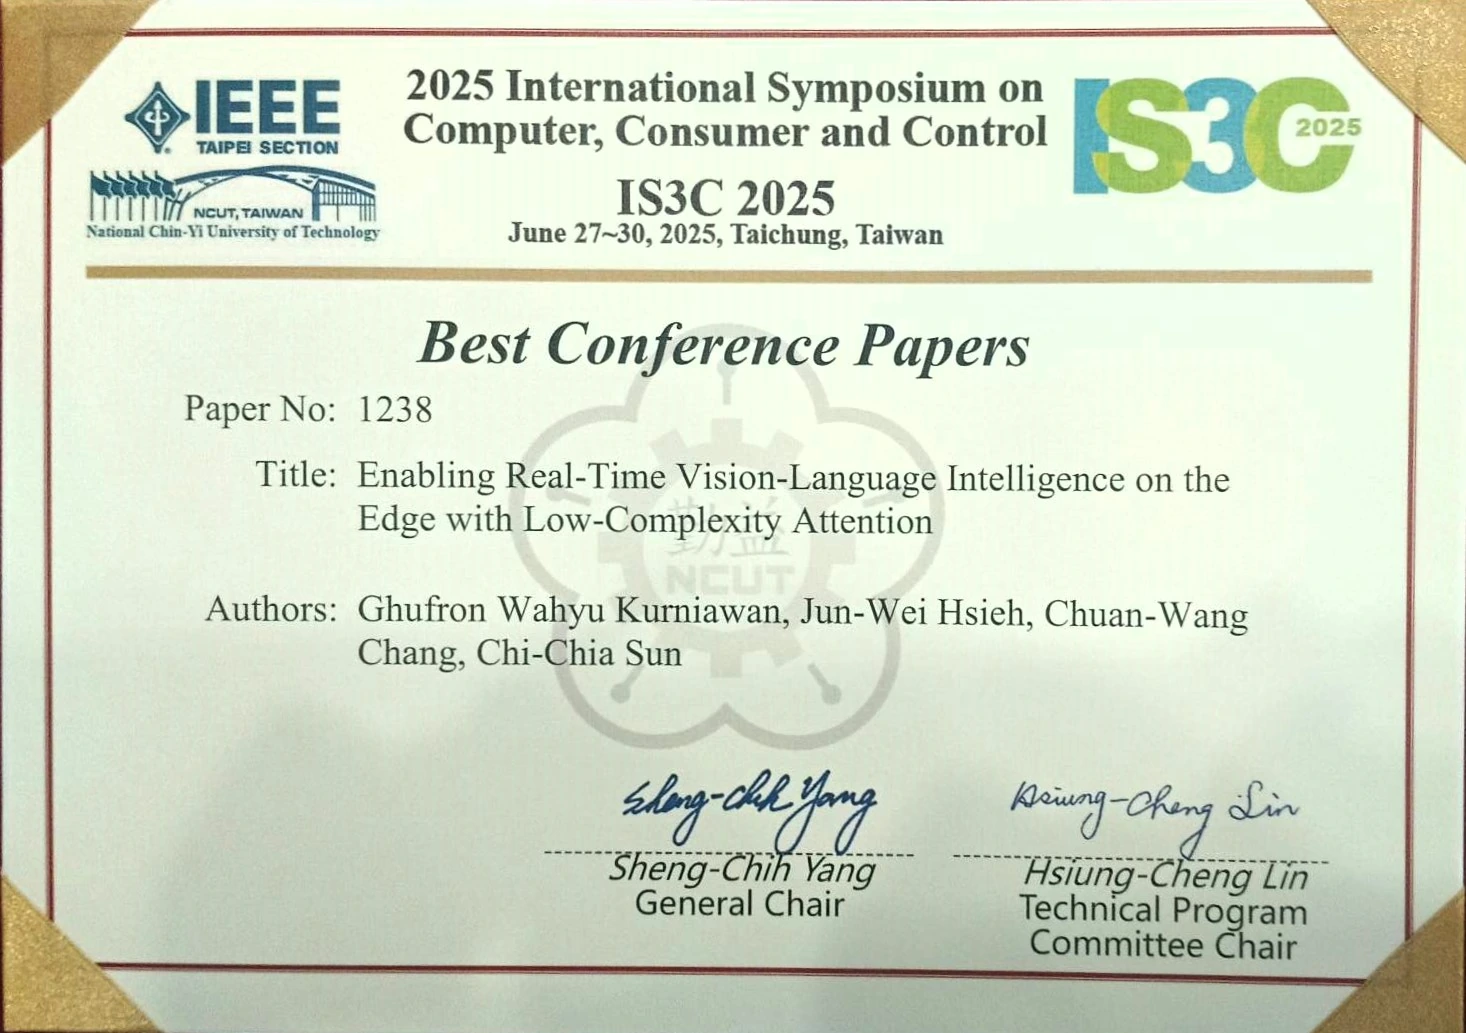 IEEE
TAIPEI SECTION
NCUT, TAIWAN
National Chin-Yi University of Technology
2025 International Symposium on
Computer, Consumer and Control
IS3C 2025
June 27~30, 2025, Taichung, Taiwan
IS3C
2025
Best Conference Papers
Paper No: 1238
Title: Enabling Real-Time Vision-Language Intelligence on the
Edge with Low-Complexity Attention
勤益
NCUT
Authors: Ghufron Wahyu Kurniawan, Jun-Wei Hsieh, Chuan-Wang
Chang, Chi-Chia Sun
Sheng-Chih Yang
Hsiung-Cheng Lin
Sheng-Chih Yang
General Chair
Hsiung-Cheng Lin
Technical Program
Committee Chair